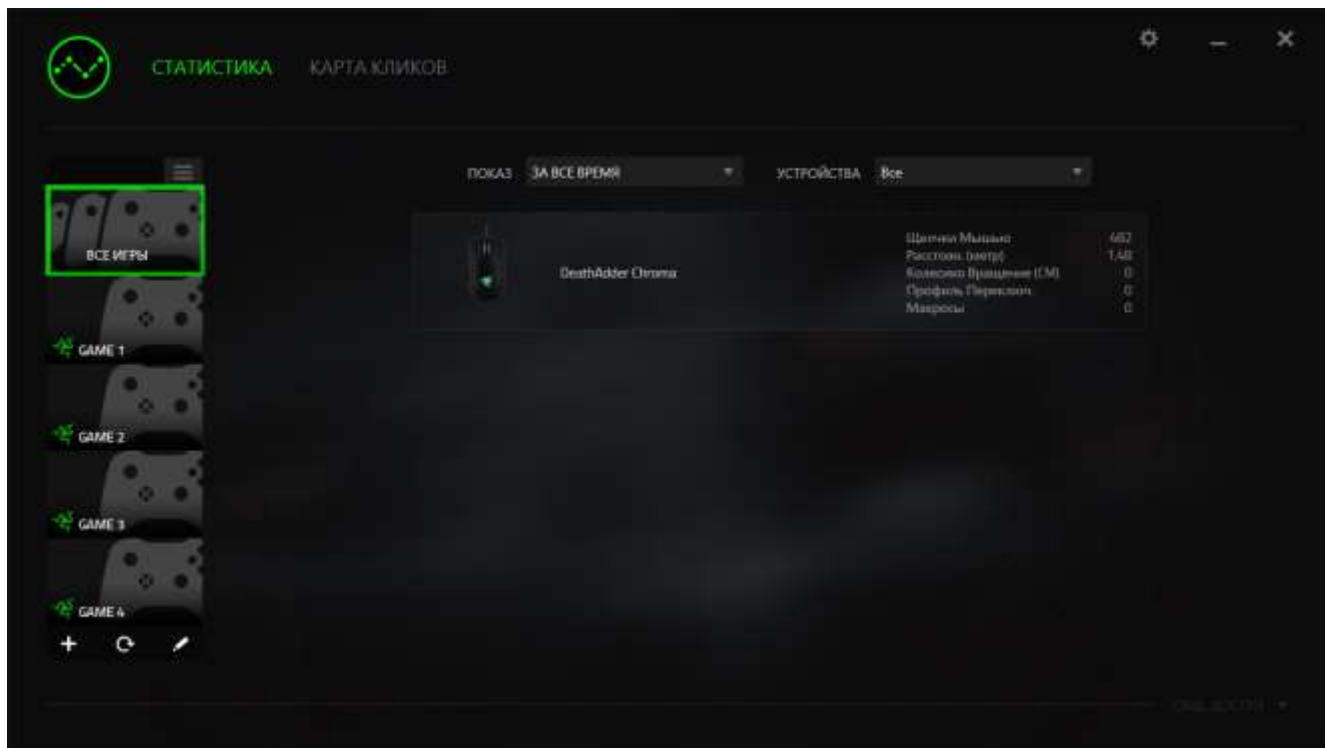 СТАТИСТИКА КАРТА КЛИКОВ
ПОКАЗ ЗА ВСЕ ВРЕМЯ УСТРОЙСТВА Все
ВСЕ ИГРЫ
DeathAdder Chroma
Щелчки Мышью 682
Расстоян. (метр) 1,48
Колесико Вращение (СМ) 0
Профиль Переключ. 0
Макросы 0
GAME 1
GAME 2
GAME 3
GAME 4